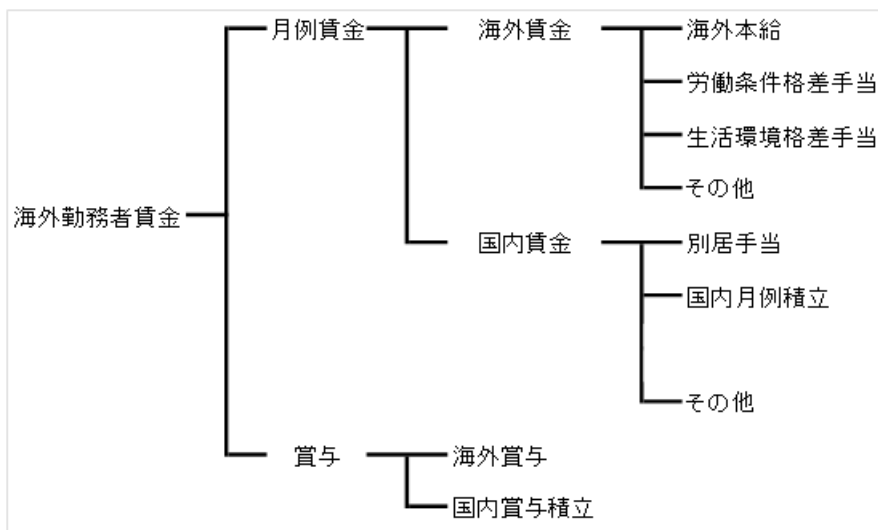 月例賃金 海外賃金 海外本給
労働条件格差手当
生活環境格差手当
その他
海外勤務者賃金
国内賃金 別居手当
国内月例積立
その他
賞与 海外賞与
国内賞与積立